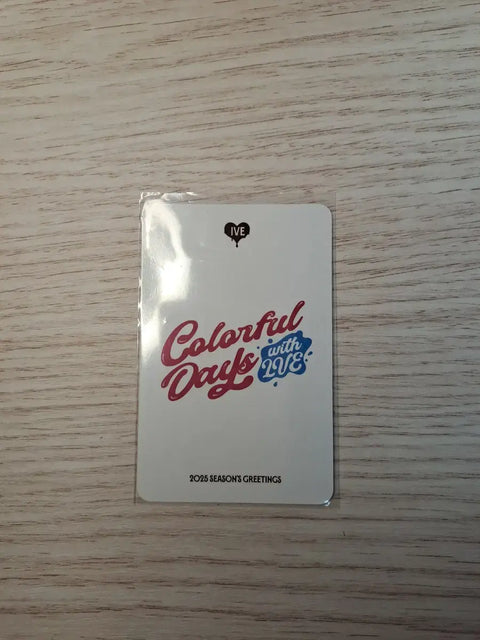 IVE
Colorful
Days with
IVE
2025 SEASON'S GREETINGS